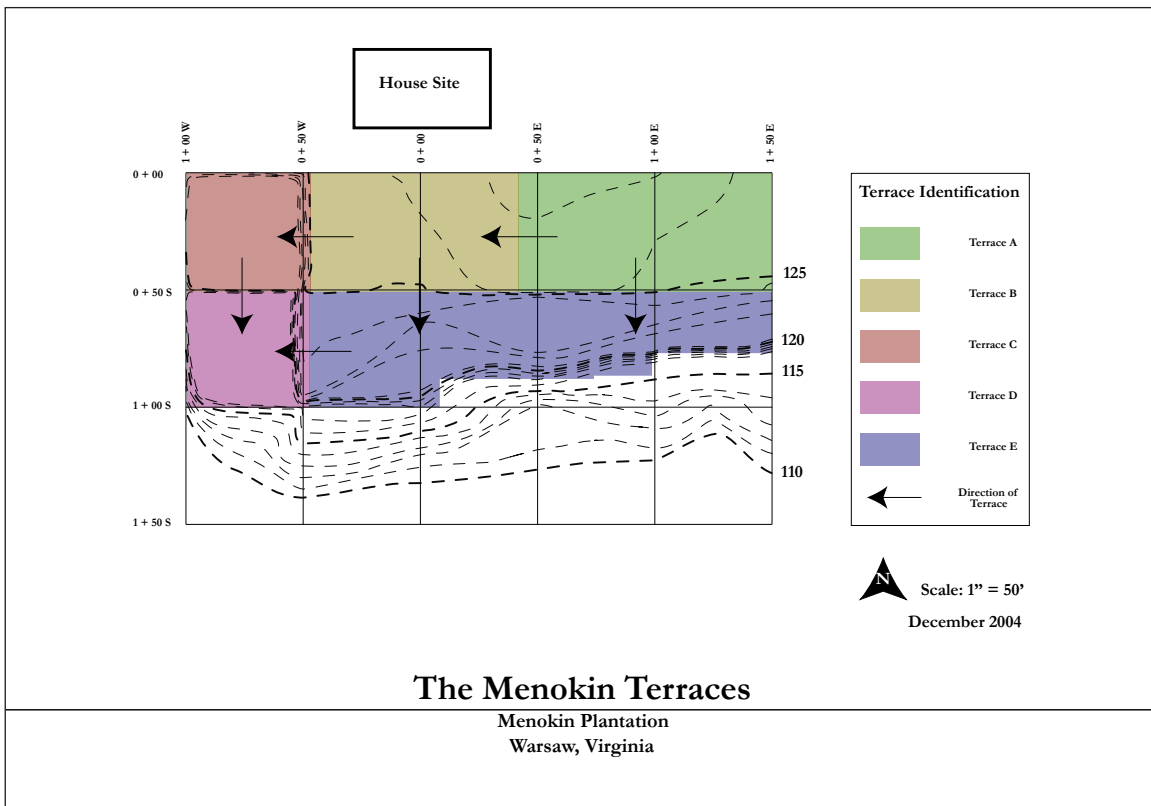 House Site
1 + 00 W
0 + 50 W
0 + 00
0 + 50 E
1 + 00 E
1 + 50 E
0 + 00
0 + 50 S
1 + 00 S
1 + 50 S
125
120
115
110
Terrace Identification
Terrace A
Terrace B
Terrace C
Terrace D
Terrace E
Direction of
Terrace
N
Scale: 1” = 50’
December 2004
The Menokin Terraces
Menokin Plantation
Warsaw, Virginia